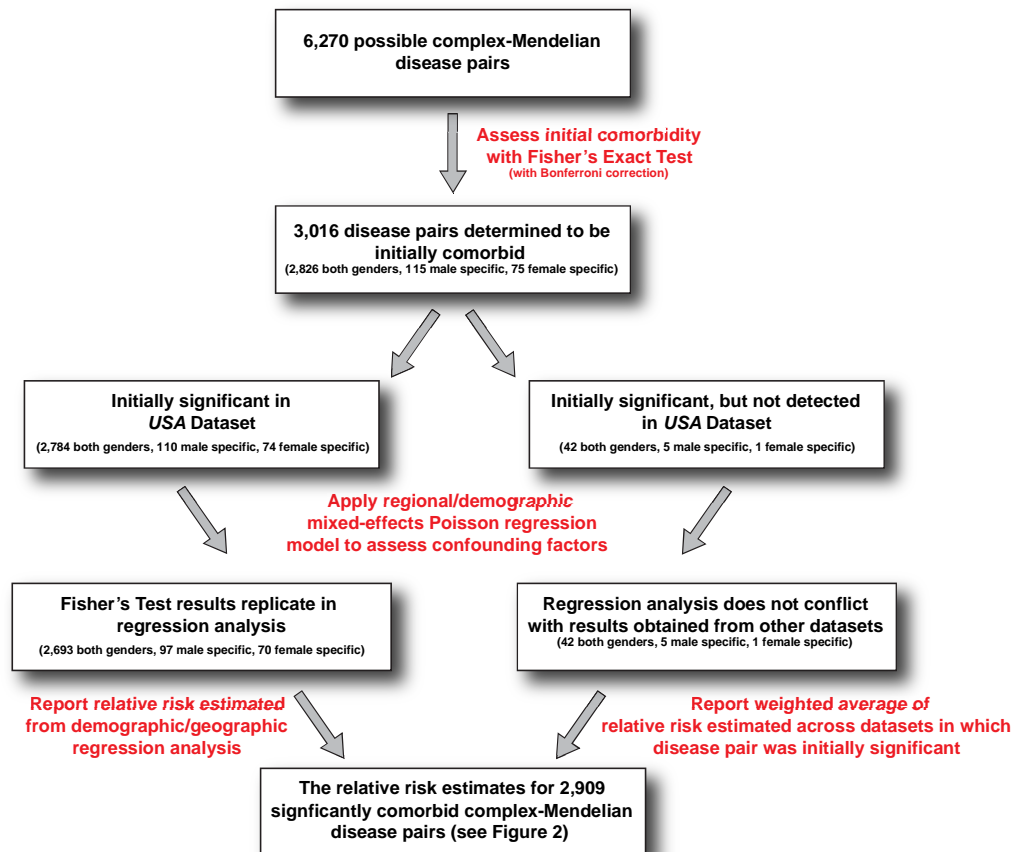 6,270 possible complex-Mendelian
disease pairs
Assess initial comorbidity
with Fisher's Exact Test
(with Bonferroni correction)
3,016 disease pairs determined to be
initially comorbid
(2,826 both genders, 115 male specific, 75 female specific)
Initially significant in
USA Dataset
(2,784 both genders, 110 male specific, 74 female specific)
Initially significant, but not detected
in USA Dataset
(42 both genders, 5 male specific, 1 female specific)
Apply regional/demographic
mixed-effects Poisson regression
model to assess confounding factors
Fisher's Test results replicate in
regression analysis
(2,693 both genders, 97 male specific, 70 female specific)
Regression analysis does not conflict
with results obtained from other datasets
(42 both genders, 5 male specific, 1 female specific)
Report relative risk estimated
from demographic/geographic
regression analysis
Report weighted average of
relative risk estimated across datasets in which
disease pair was initially significant
The relative risk estimates for 2,909
signficantly comorbid complex-Mendelian
disease pairs (see Figure 2)